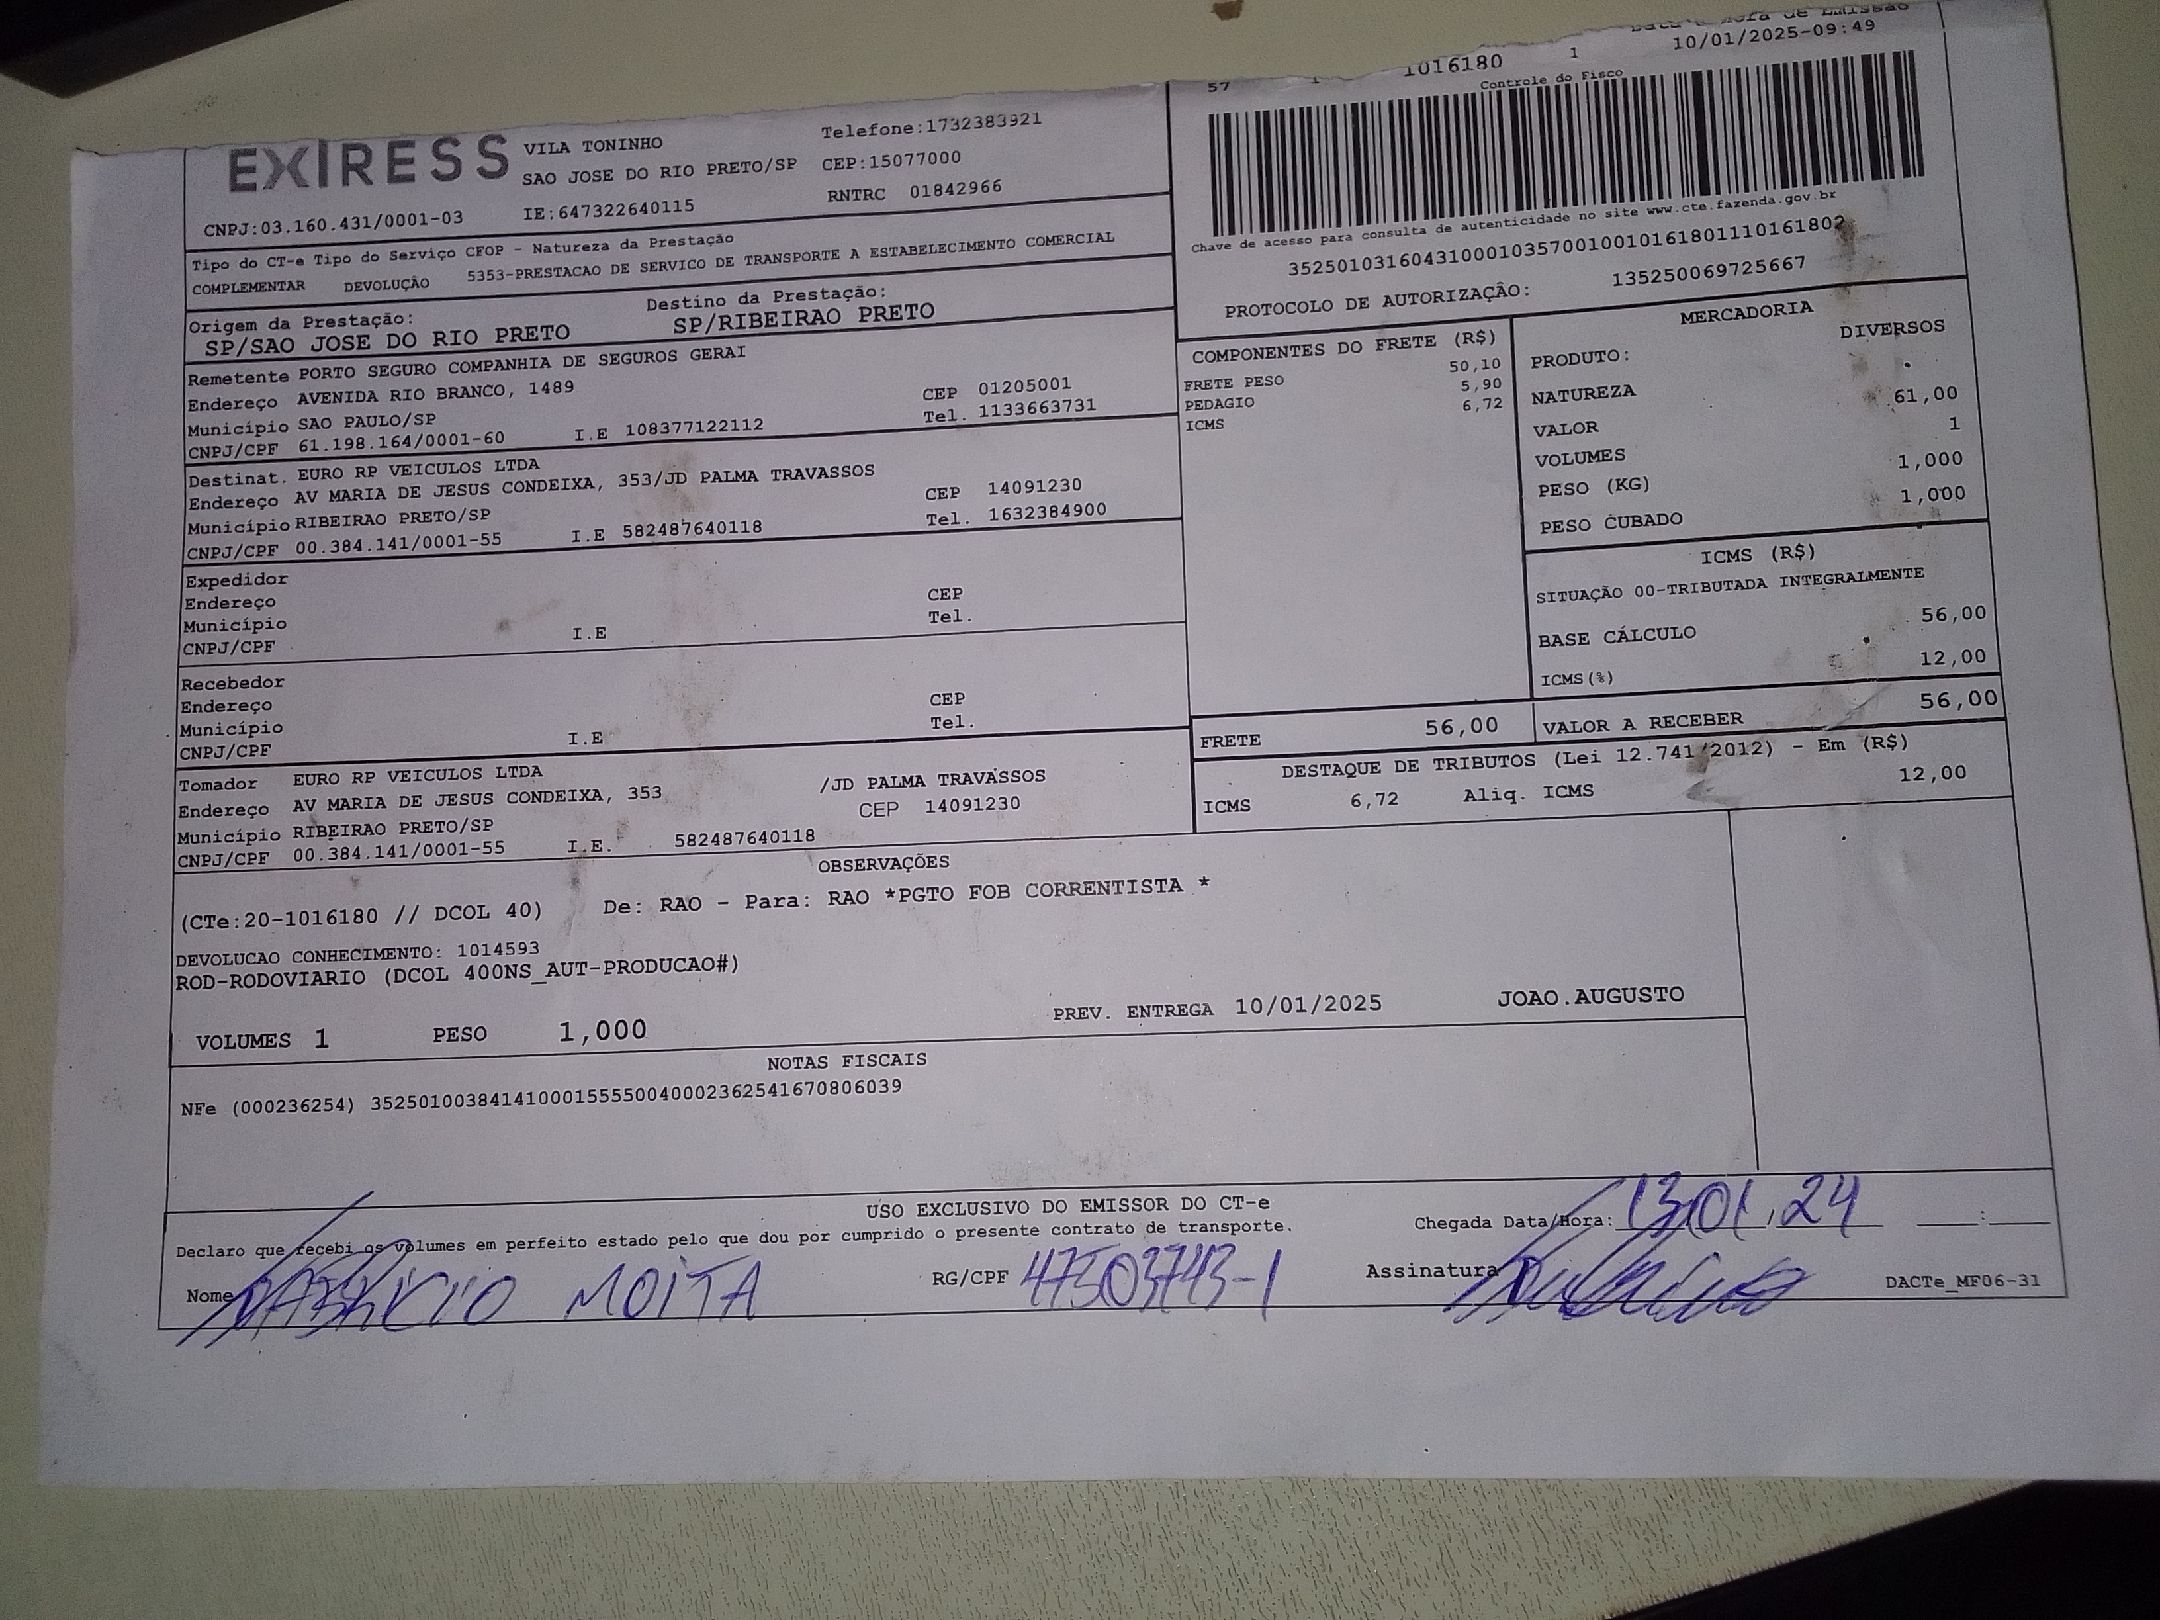 10/01/2025-09:49
57 1 1016180 1
Controle do Fisco
EXIRESS
VILA TONINHO Telefone:1732383921
SAO JOSE DO RIO PRETO/SP CEP:15077000
CNPJ:03.160.431/0001-03 IE:647322640115 RNTRC 01842966
Chave de acesso para consulta de autenticidade no site www.cte.fazenda.gov.br
35250103160431000103570010010161801110161802
PROTOCOLO DE AUTORIZAÇÃO: 135250069725667
Tipo do CT-e Tipo do Serviço CFOP - Natureza da Prestação
COMPLEMENTAR DEVOLUÇÃO 5353-PRESTACAO DE SERVICO DE TRANSPORTE A ESTABELECIMENTO COMERCIAL
Origem da Prestação: Destino da Prestação:
SP/SAO JOSE DO RIO PRETO SP/RIBEIRAO PRETO
Remetente PORTO SEGURO COMPANHIA DE SEGUROS GERAI
Endereço AVENIDA RIO BRANCO, 1489 CEP 01205001
Município SAO PAULO/SP Tel. 1133663731
CNPJ/CPF 61.198.164/0001-60 I.E 108377122112
Destinat. EURO RP VEICULOS LTDA
Endereço AV MARIA DE JESUS CONDEIXA, 353/JD PALMA TRAVASSOS CEP 14091230
Município RIBEIRAO PRETO/SP Tel. 1632384900
CNPJ/CPF 00.384.141/0001-55 I.E 582487640118
Expedidor
Endereço CEP
Município Tel.
CNPJ/CPF I.E
Recebedor
Endereço CEP
Município Tel.
CNPJ/CPF I.E
Tomador EURO RP VEICULOS LTDA /JD PALMA TRAVASSOS
Endereço AV MARIA DE JESUS CONDEIXA, 353 CEP 14091230
Município RIBEIRAO PRETO/SP
CNPJ/CPF 00.384.141/0001-55 I.E. 582487640118
COMPONENTES DO FRETE (R$)
FRETE PESO 50,10
PEDAGIO 5,90
ICMS 6,72
MERCADORIA
PRODUTO: DIVERSOS
NATUREZA
VALOR 61,00
VOLUMES 1
PESO (KG) 1,000
PESO CUBADO 1,000
ICMS (R$)
SITUAÇÃO 00-TRIBUTADA INTEGRALMENTE
BASE CÁLCULO 56,00
ICMS(%) 12,00
FRETE 56,00 VALOR A RECEBER 56,00
DESTAQUE DE TRIBUTOS (Lei 12.741/2012) - Em (R$)
ICMS 6,72 Aliq. ICMS 12,00
OBSERVAÇÕES
(CTe:20-1016180 // DCOL 40) De: RAO - Para: RAO *PGTO FOB CORRENTISTA *
DEVOLUCAO CONHECIMENTO: 1014593
ROD-RODOVIARIO (DCOL 400NS_AUT-PRODUCAO#)
VOLUMES 1 PESO 1,000 PREV. ENTREGA 10/01/2025 JOAO.AUGUSTO
NOTAS FISCAIS
NFe (000236254) 35250100384141000155550040002362541670806039
USO EXCLUSIVO DO EMISSOR DO CT-e
Declaro que recebi os volumes em perfeito estado pelo que dou por cumprido o presente contrato de transporte. Chegada Data/Hora: 13.01.24 :
Nome FABRICIO MOITA RG/CPF 47303743-1 Assinatura DACTe_MF06-31